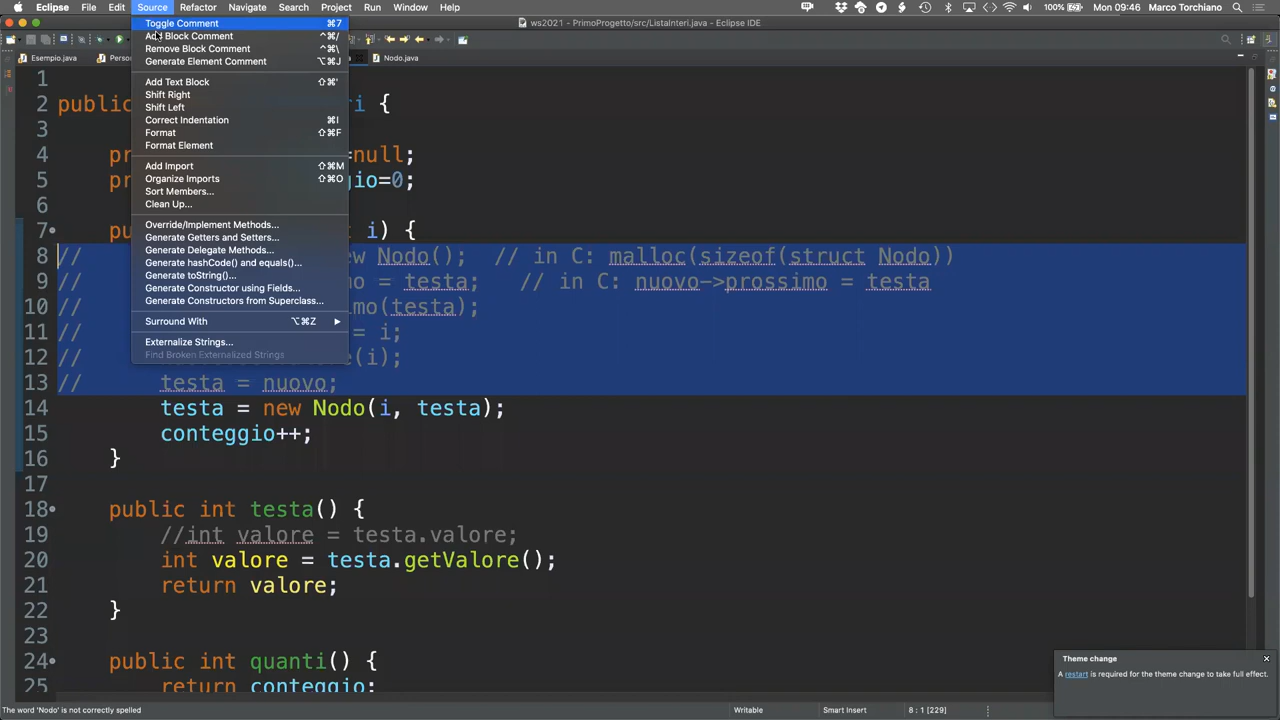 Eclipse File Edit Source Refactor Navigate Search Project Run Window Help 100% Mon 09:46 Marco Torchiano
ws2021 - PrimoProgetto/src/ListaInteri.java - Eclipse IDE
Esempio.java Perso Nodo.java
Toggle Comment ⌘7
Add Block Comment ^⌘/
Remove Block Comment ^⌘\
Generate Element Comment ⌥⌘J
Add Text Block ⇧⌘'
Shift Right
Shift Left
Correct Indentation ⌘I
Format ⇧⌘F
Format Element
Add Import ⇧⌘M
Organize Imports ⇧⌘O
Sort Members...
Clean Up...
Override/Implement Methods...
Generate Getters and Setters...
Generate Delegate Methods...
Generate hashCode() and equals()...
Generate toString()...
Generate Constructor using Fields...
Generate Constructors from Superclass...
Surround With ⌥⌘Z
Externalize Strings...
Find Broken Externalized Strings
1
2 public i {
3
4 pr =null;
5 pr gio=0;
6
7 pu i) {
8 // w Nodo(); // in C: malloc(sizeof(struct Nodo))
9 // o = testa; // in C: nuovo->prossimo = testa
10 // imo(testa);
11 // = i;
12 // e(i);
13 // testa = nuovo;
14 testa = new Nodo(i, testa);
15 conteggio++;
16 }
17
18 public int testa() {
19 //int valore = testa.valore;
20 int valore = testa.getValore();
21 return valore;
22 }
23
24 public int quanti() {
25 return conteggio;
Theme change
A restart is required for the theme change to take full effect.
The word 'Nodo' is not correctly spelled Writable Smart Insert 8 : 1 [229]